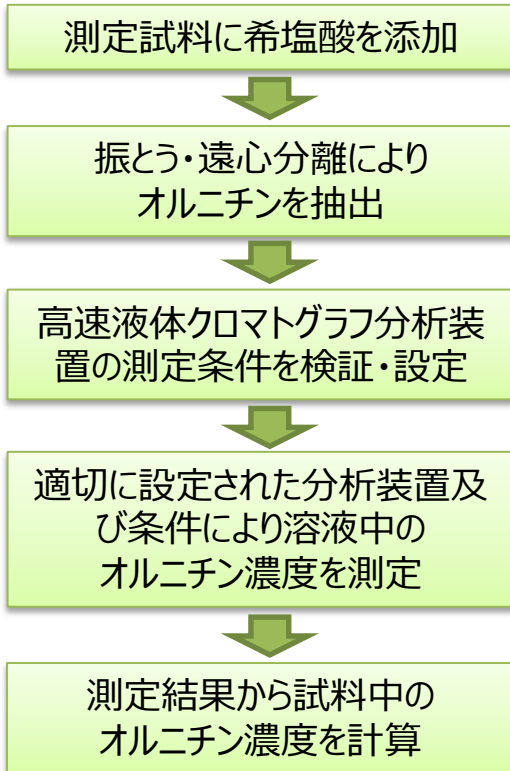 測定試料に希塩酸を添加
振とう・遠心分離により
オルニチンを抽出
高速液体クロマトグラフ分析装
置の測定条件を検証・設定
適切に設定された分析装置及
び条件により溶液中の
オルニチン濃度を測定
測定結果から試料中の
オルニチン濃度を計算